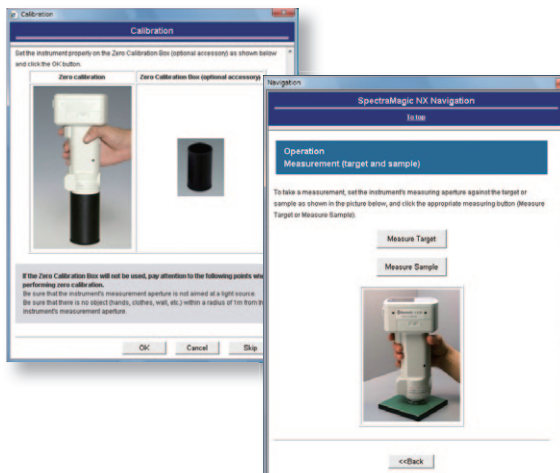 Calibration
Calibration
Set the instrument properly on the Zero Calibration Box (optional accessory) as shown below
and click the OK button.
Zero calibration
Zero Calibration Box (optional accessory)
If the Zero Calibration Box will not be used, pay attention to the following points
performing zero calibration.
Be sure that the instrument's measurement aperture is not aimed at a light source.
Be sure that there is no object (hands, clothes, wall, etc.) within a radius of 1m from
instrument's measurement aperture.
OK
Cancel
Skip
Navigation
SpectraMagic NX Navigation
To top
Operation
Measurement (target and sample)
To take a measurement, set the instrument's measuring aperture against the target or
sample as shown in the picture below, and click the appropriate measuring button (Measure
Target or Measure Sample).
Measure Target
Measure Sample
<<Back